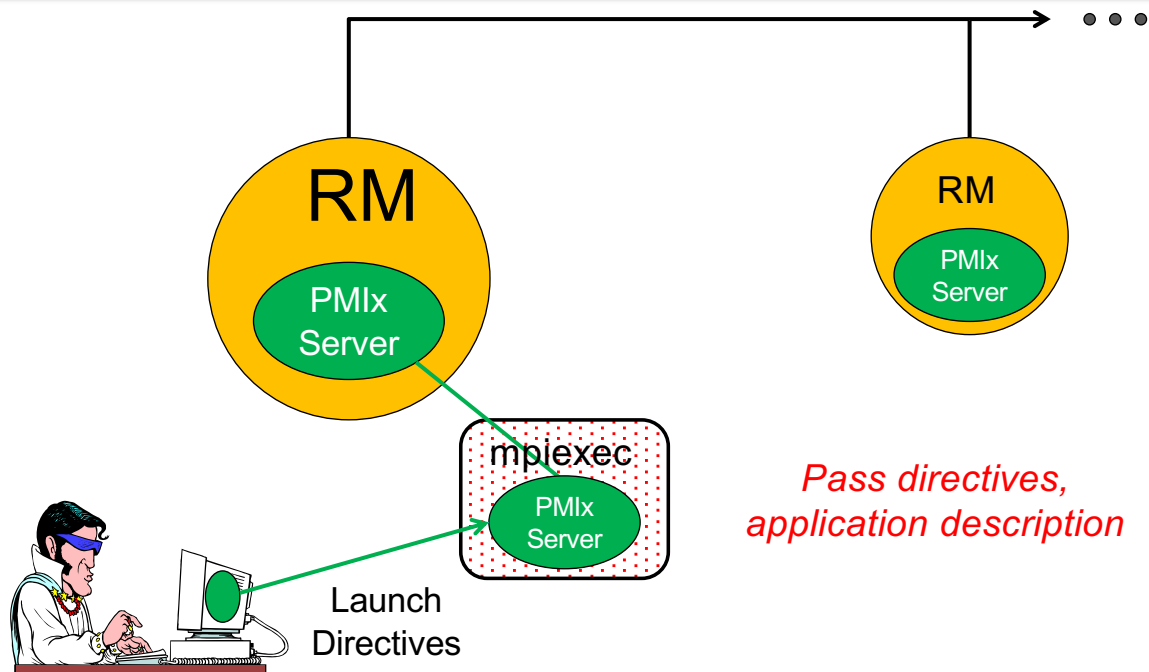 RM
PMIx
Server
RM
PMIx
Server
mpiexec
PMIx
Server
Pass directives,
application description
Launch
Directives